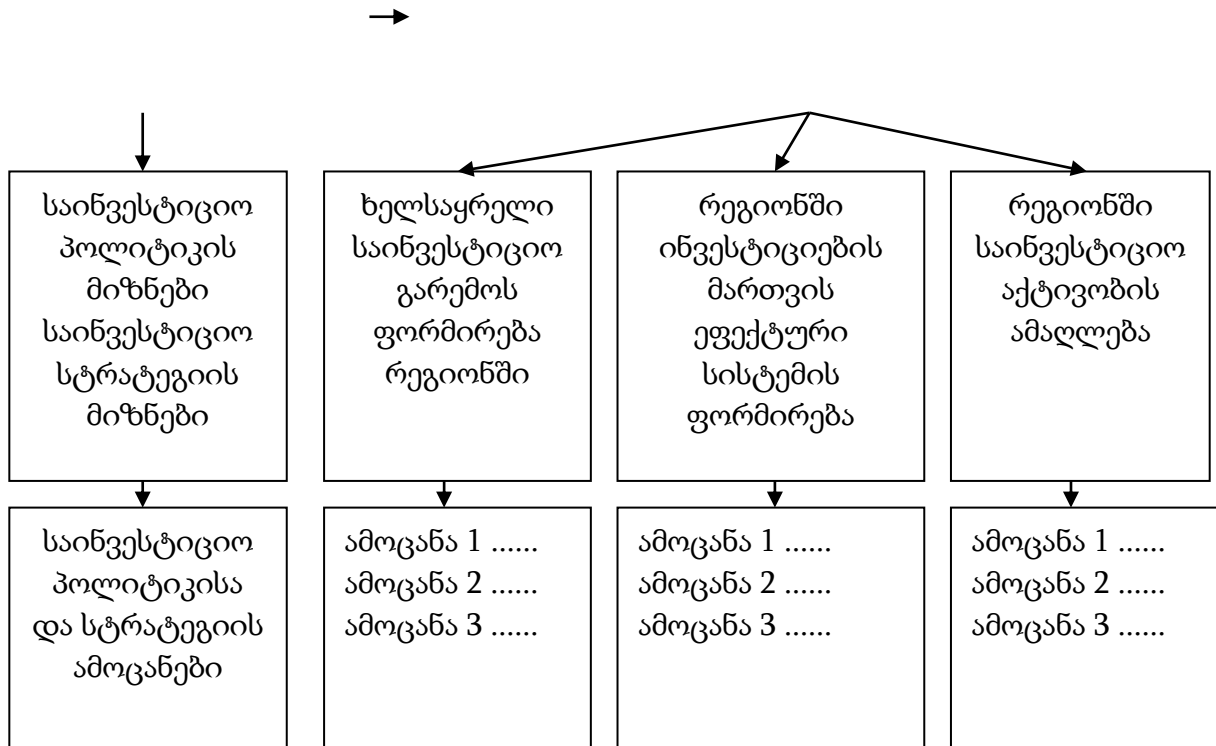 საინვესტიციო
პოლიტიკის
მიზნები
საინვესტიციო
სტრატეგიის
მიზნები
ხელსაყრელი
საინვესტიციო
გარემოს
ფორმირება
რეგიონში
რეგიონში
ინვესტიციების
მართვის
ეფექტური
სისტემის
ფორმირება
რეგიონში
საინვესტიციო
აქტივობის
ამაღლება
საინვესტიციო
პოლიტიკისა
და სტრატეგიის
ამოცანები
ამოცანა 1 ......
ამოცანა 2 ......
ამოცანა 3 ......
ამოცანა 1 ......
ამოცანა 2 ......
ამოცანა 3 ......
ამოცანა 1 ......
ამოცანა 2 ......
ამოცანა 3 ......